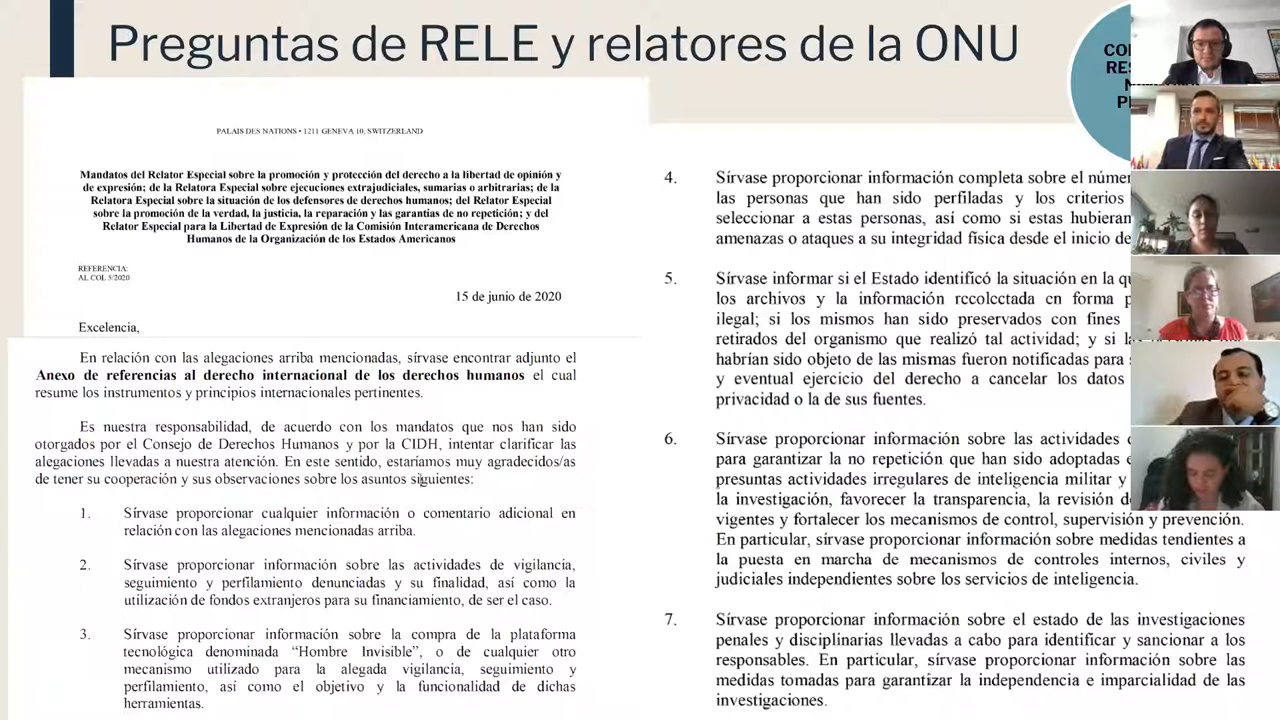 Preguntas de RELE y relatores de la ONU
PALAIS DES NATIONS • 1211 GENEVA 10, SWITZERLAND
Mandatos del Relator Especial sobre la promoción y protección del derecho a la libertad de opinión y
de expresión; de la Relatora Especial sobre ejecuciones extrajudiciales, sumarias o arbitrarias; de la
Relatora Especial sobre la situación de los defensores de derechos humanos; del Relator Especial
sobre la promoción de la verdad, la justicia, la reparación y las garantías de no repetición; y del
Relator Especial para la Libertad de Expresión de la Comisión Interamericana de Derechos
Humanos de la Organización de los Estados Americanos
REFERENCIA:
AL COL 5/2020
15 de junio de 2020
Excelencia,
En relación con las alegaciones arriba mencionadas, sírvase encontrar adjunto el
Anexo de referencias al derecho internacional de los derechos humanos el cual
resume los instrumentos y principios internacionales pertinentes.
Es nuestra responsabilidad, de acuerdo con los mandatos que nos han sido
otorgados por el Consejo de Derechos Humanos y por la CIDH, intentar clarificar las
alegaciones llevadas a nuestra atención. En este sentido, estaríamos muy agradecidos/as
de tener su cooperación y sus observaciones sobre los asuntos siguientes:
1. Sírvase proporcionar cualquier información o comentario adicional en
relación con las alegaciones mencionadas arriba.
2. Sírvase proporcionar información sobre las actividades de vigilancia,
seguimiento y perfilamiento denunciadas y su finalidad, así como la
utilización de fondos extranjeros para su financiamiento, de ser el caso.
3. Sírvase proporcionar información sobre la compra de la plataforma
tecnológica denominada “Hombre Invisible”, o de cualquier otro
mecanismo utilizado para la alegada vigilancia, seguimiento y
perfilamiento, así como el objetivo y la funcionalidad de dichas
herramientas.
4. Sírvase proporcionar información completa sobre el númer
las personas que han sido perfiladas y los criterios
seleccionar a estas personas, así como si estas hubieran
amenazas o ataques a su integridad física desde el inicio de
5. Sírvase informar si el Estado identificó la situación en la qu
los archivos y la información recolectada en forma p
ilegal; si los mismos han sido preservados con fines
retirados del organismo que realizó tal actividad; y si la
habrían sido objeto de las mismas fueron notificadas para
y eventual ejercicio del derecho a cancelar los datos
privacidad o la de sus fuentes.
6. Sírvase proporcionar información sobre las actividades
para garantizar la no repetición que han sido adoptadas
presuntas actividades irregulares de inteligencia militar y
la investigación, favorecer la transparencia, la revisión de
vigentes y fortalecer los mecanismos de control, supervisión y prevención.
En particular, sírvase proporcionar información sobre medidas tendientes a
la puesta en marcha de mecanismos de controles internos, civiles y
judiciales independientes sobre los servicios de inteligencia.
7. Sírvase proporcionar información sobre el estado de las investigaciones
penales y disciplinarias llevadas a cabo para identificar y sancionar a los
responsables. En particular, sírvase proporcionar información sobre las
medidas tomadas para garantizar la independencia e imparcialidad de las
investigaciones.